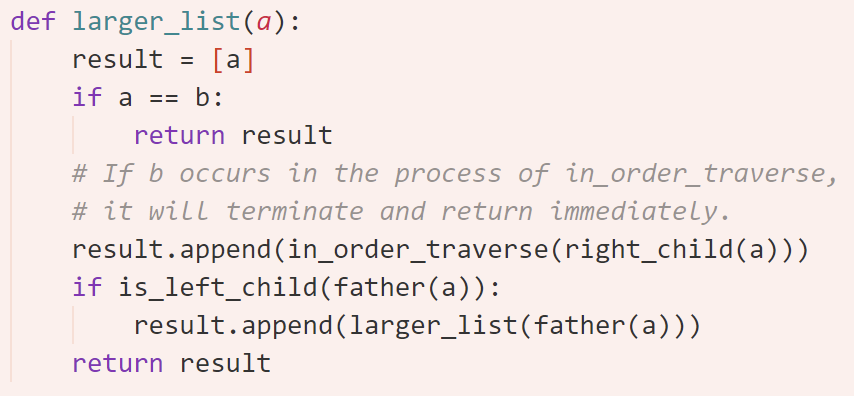 def larger_list(a):
    result = [a]
    if a == b:
        return result
    # If b occurs in the process of in_order_traverse,
    # it will terminate and return immediately.
    result.append(in_order_traverse(right_child(a)))
    if is_left_child(father(a)):
        result.append(larger_list(father(a)))
    return result